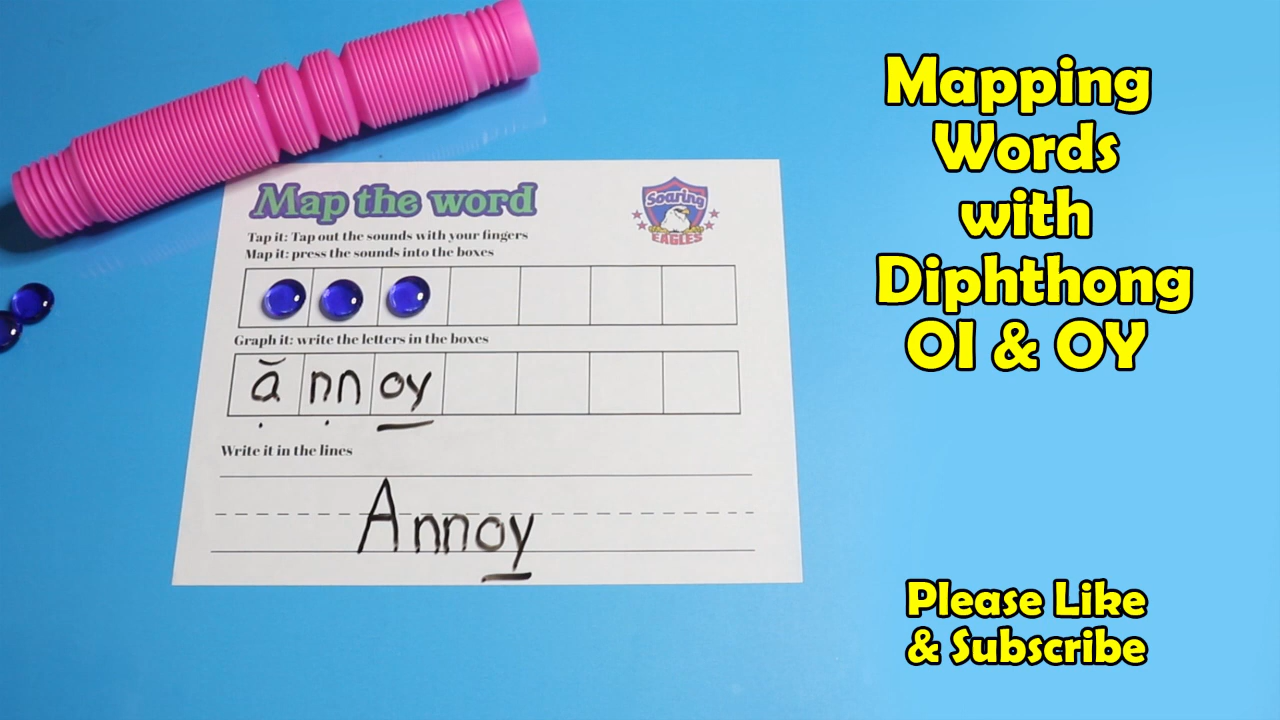 Map the word
Soaring
EAGLES
Tap it: Tap out the sounds with your fingers
Map it: press the sounds into the boxes
Graph it: write the letters in the boxes
ă nn oy
Write it in the lines
Annoy
Mapping
Words
with
Diphthong
OI & OY
Please Like
& Subscribe